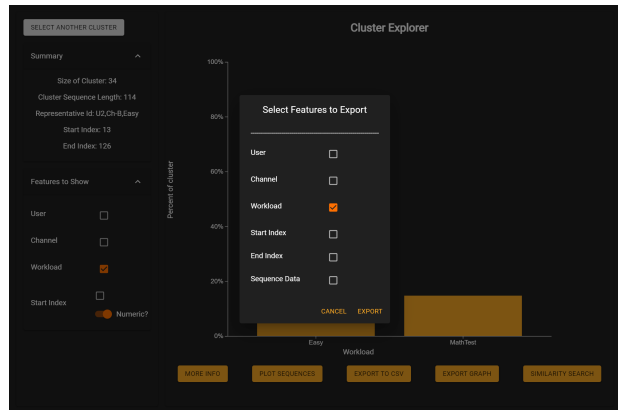 SELECT ANOTHER CLUSTER
Cluster Explorer
Summary
Size of Cluster: 34
Cluster Sequence Length: 114
Representative Id: U2,Ch-B,Easy
Start Index: 13
End Index: 126
Features to Show
User
Channel
Workload
Start Index
Numeric?
100%
80%
60%
40%
20%
0%
Percent of cluster
Easy
MathTest
Workload
Select Features to Export
User
Channel
Workload
Start Index
End Index
Sequence Data
CANCEL
EXPORT
MORE INFO
PLOT SEQUENCES
EXPORT TO CSV
EXPORT GRAPH
SIMILARITY SEARCH